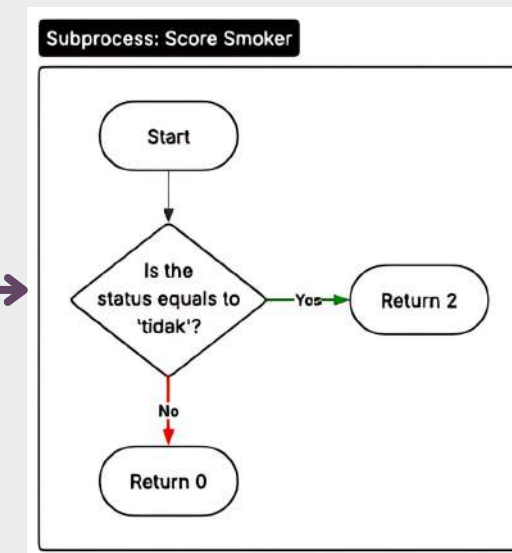 Subprocess: Score Smoker
Start
Is the
status equals to
'tidak'?
Yes
Return 2
No
Return 0